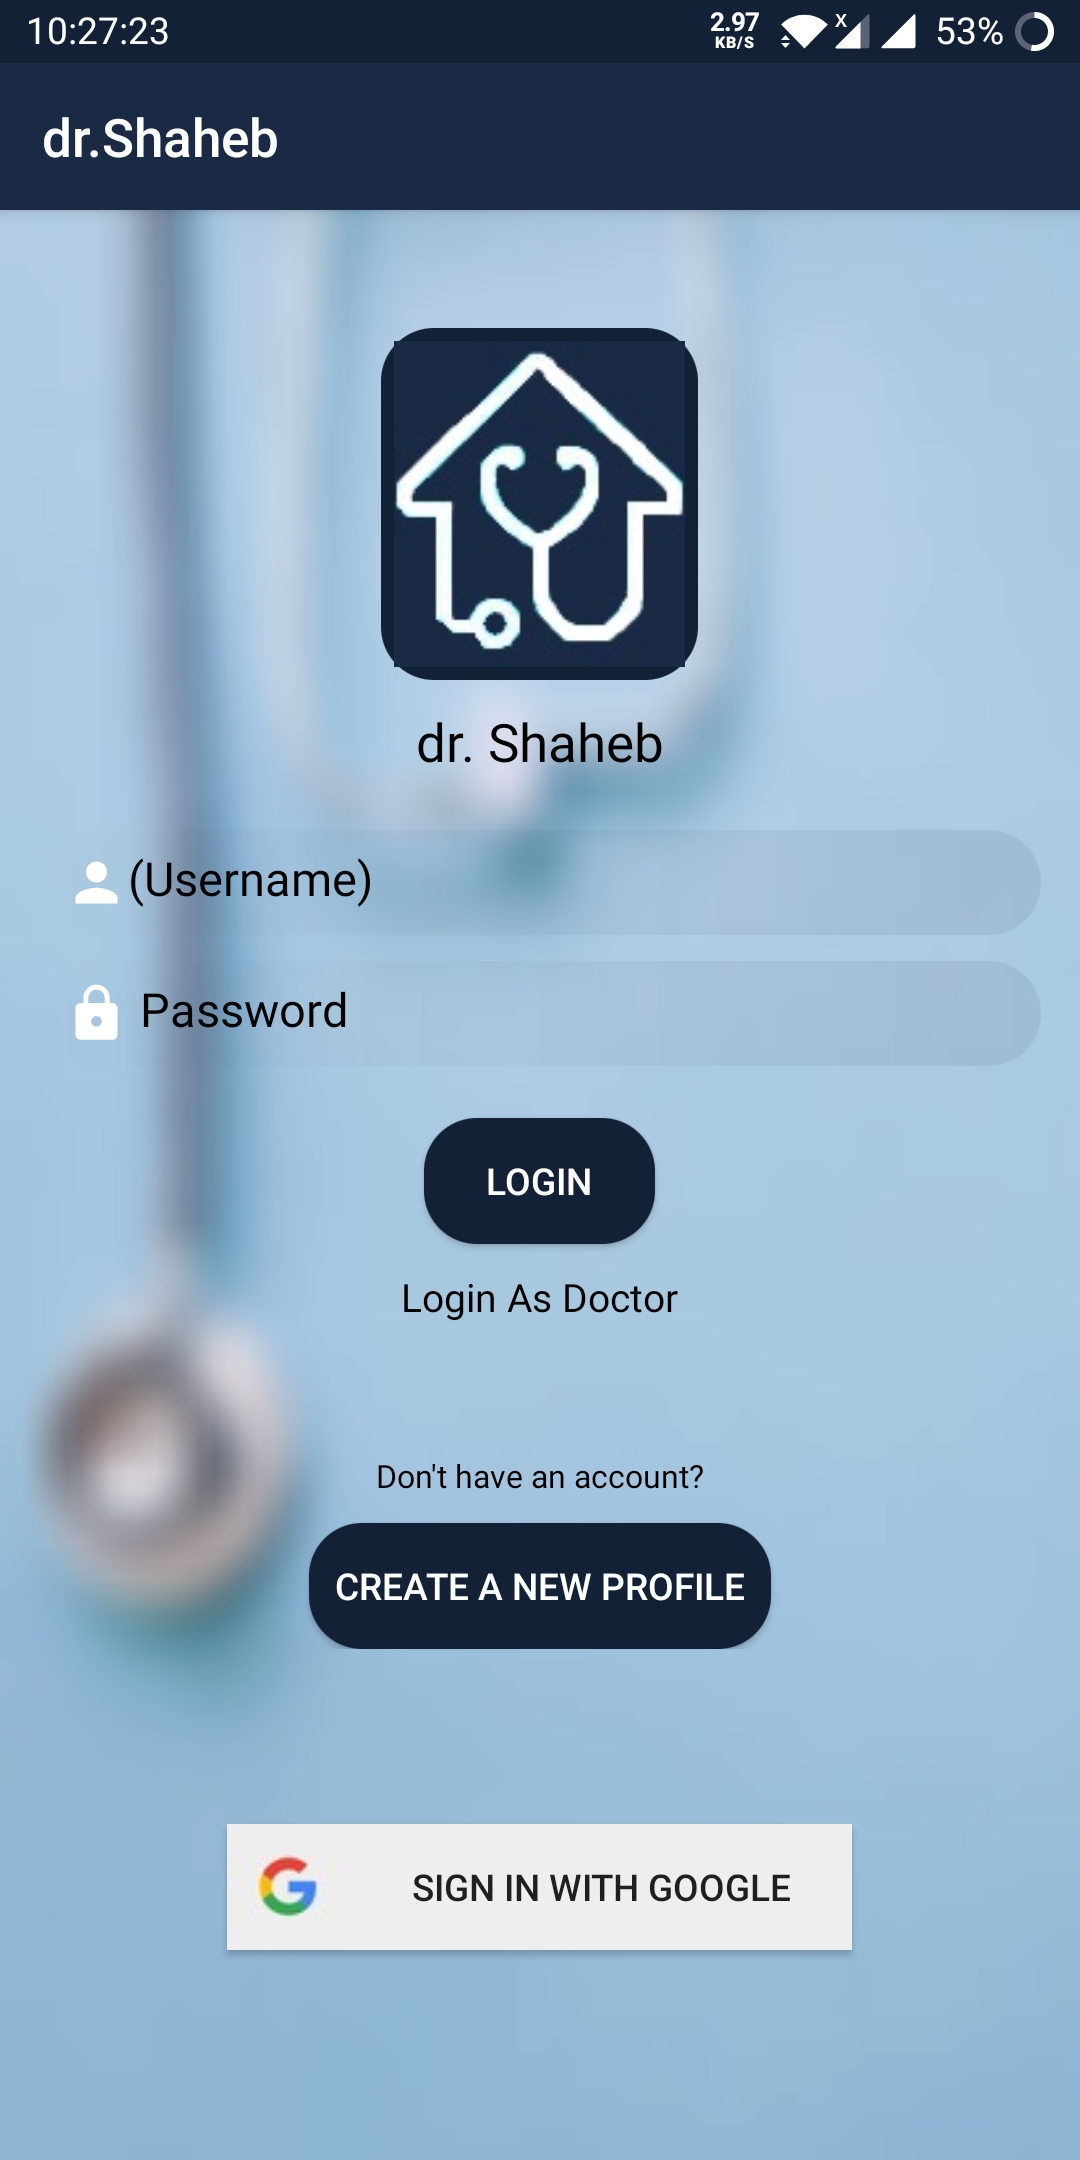 10:27:23
2.97
KB/S
X
53%
dr.Shaheb
dr. Shaheb
(Username)
Password
LOGIN
Login As Doctor
Don't have an account?
CREATE A NEW PROFILE
SIGN IN WITH GOOGLE